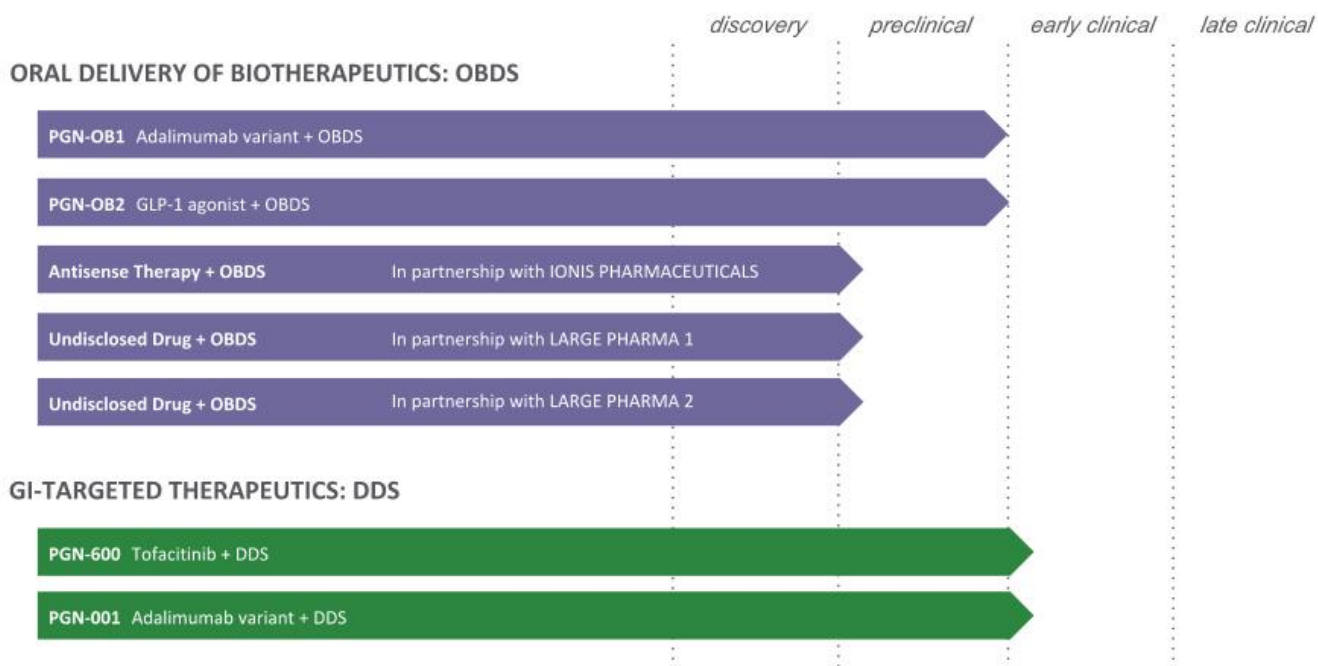 discovery preclinical early clinical late clinical
ORAL DELIVERY OF BIOTHERAPEUTICS: OBDS
PGN-OB1 Adalimumab variant + OBDS
PGN-OB2 GLP-1 agonist + OBDS
Antisense Therapy + OBDS In partnership with IONIS PHARMACEUTICALS
Undisclosed Drug + OBDS In partnership with LARGE PHARMA 1
Undisclosed Drug + OBDS In partnership with LARGE PHARMA 2
GI-TARGETED THERAPEUTICS: DDS
PGN-600 Tofacitinib + DDS
PGN-001 Adalimumab variant + DDS